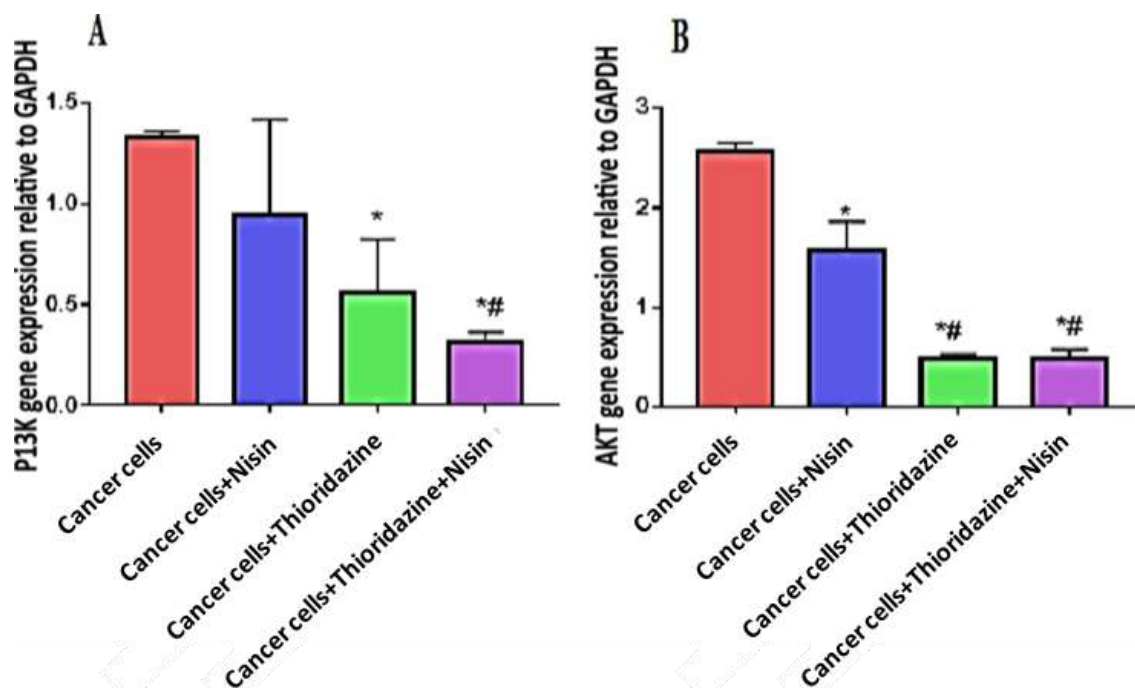 A
P13K gene expression relative to GAPDH
1.5
1.0
0.5
0.0
*
*#
Cancer cells
Cancer cells+Nisin
Cancer cells+Thioridazine
Cancer cells+Thioridazine+Nisin
B
AKT gene expression relative to GAPDH
3
2
1
0
*
*#
*#
Cancer cells
Cancer cells+Nisin
Cancer cells+Thioridazine
Cancer cells+Thioridazine+Nisin